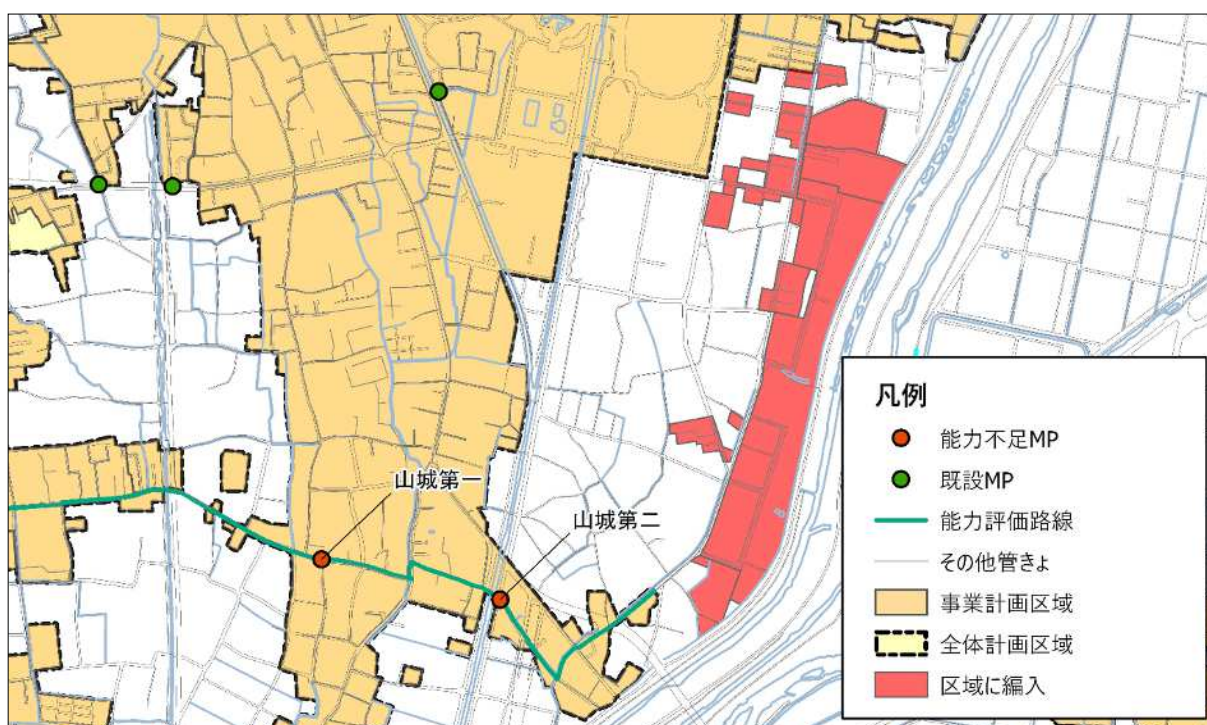 山城第一
山城第二
凡例
能力不足MP
既設MP
能力評価路線
その他管きょ
事業計画区域
全体計画区域
区域に編入